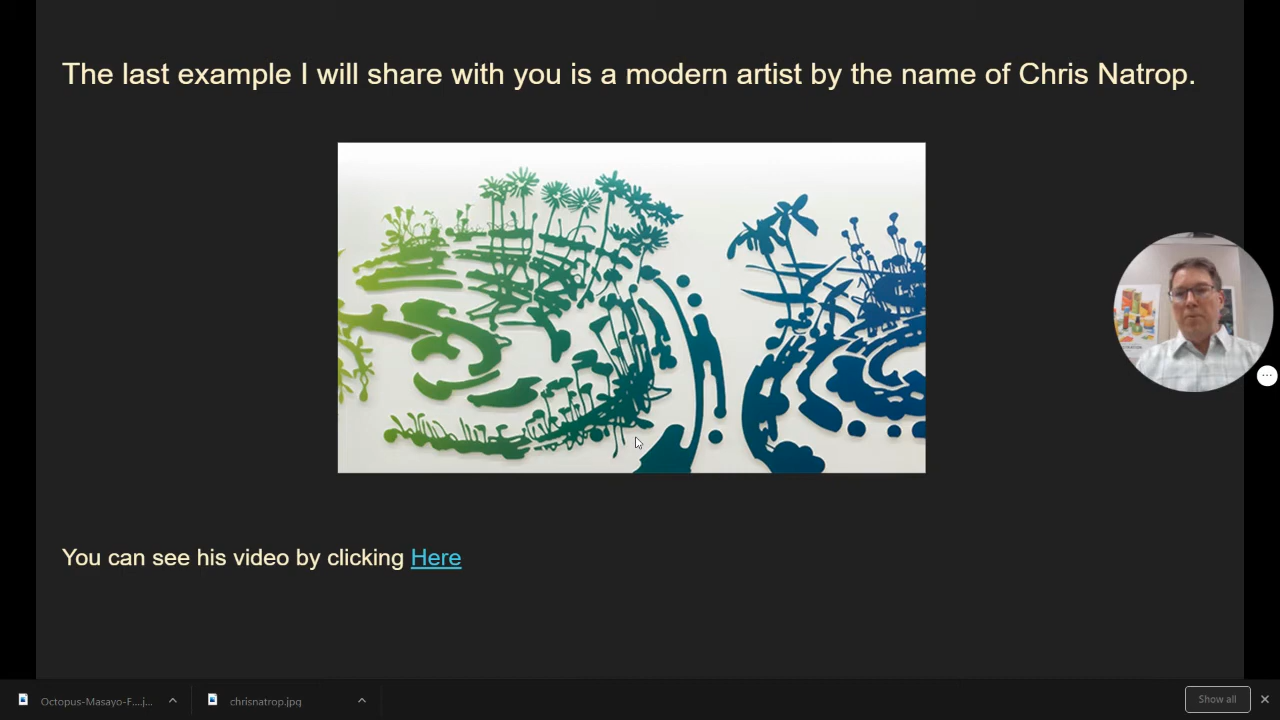 The last example I will share with you is a modern artist by the name of Chris Natrop.
You can see his video by clicking Here
Octopus-Masayo-F....j...
chrisnatrop.jpg
Show all